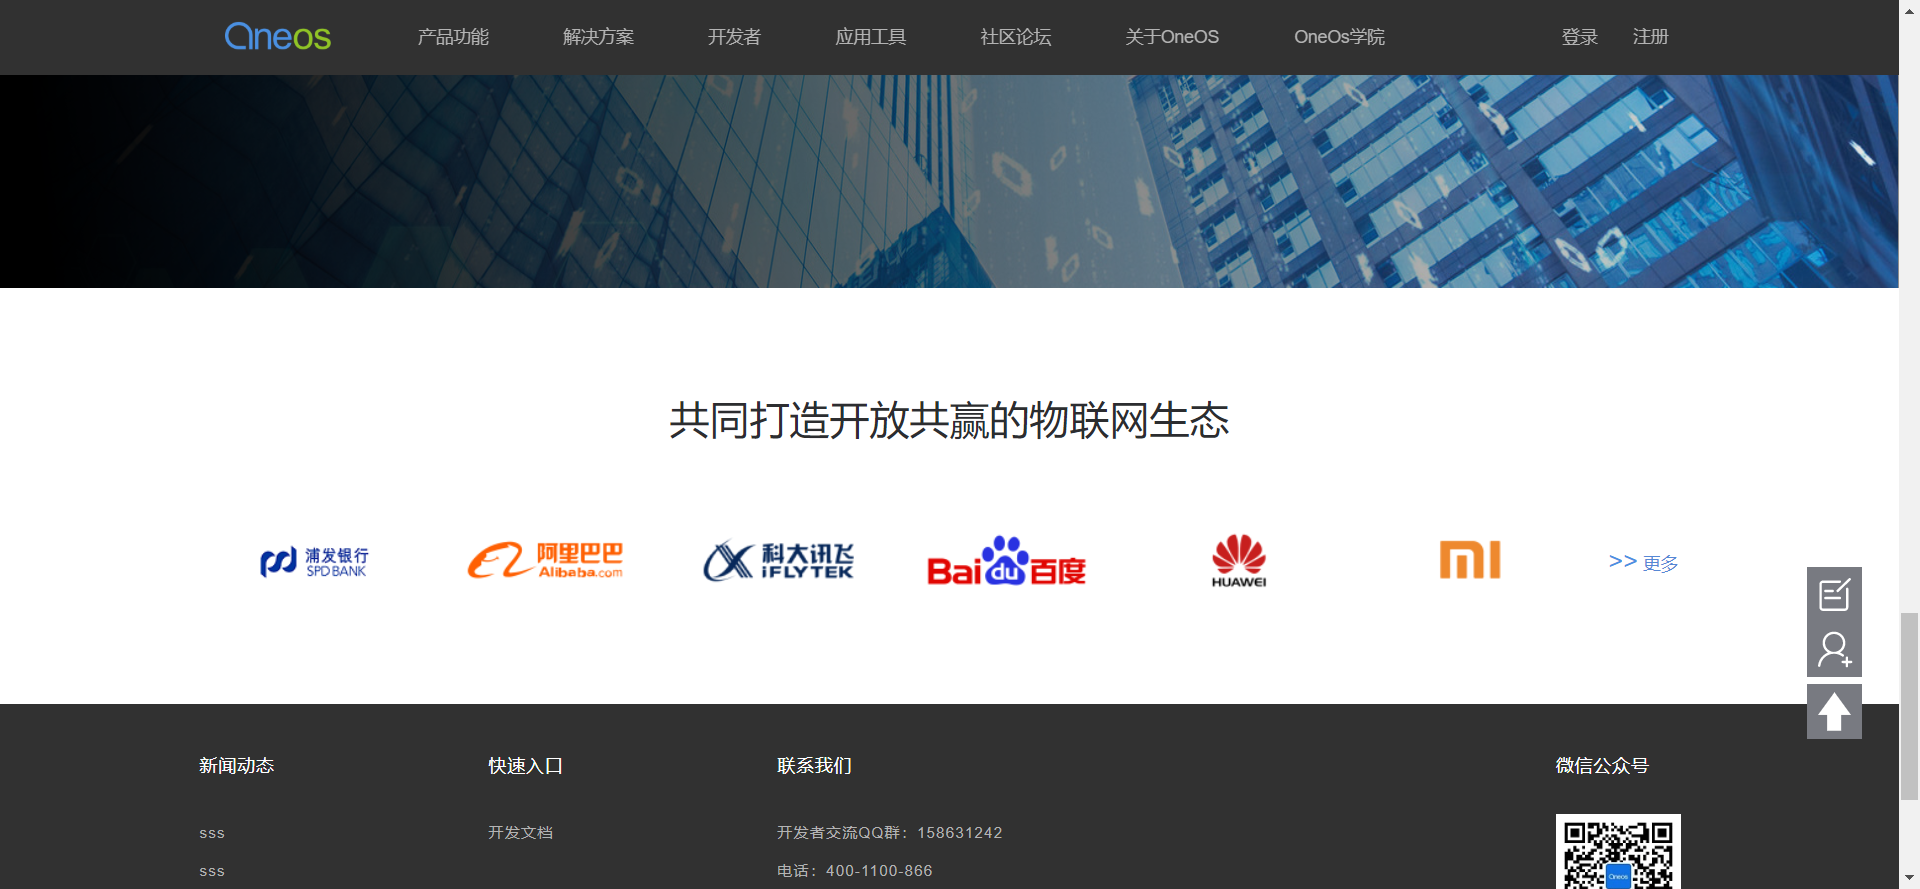 Oneos 产品功能 解决方案 开发者 应用工具 社区论坛 关于OneOS OneOs学院 登录 注册
共同打造开放共赢的物联网生态
浦发银行
SPD BANK
阿里巴巴
Alibaba.com
科大讯飞
iFLYTEK
Bai du 百度
HUAWEI
MI
>> 更多
新闻动态 快速入口 联系我们 微信公众号
sss 开发文档 开发者交流QQ群：158631242
sss 电话：400-1100-866
Oneos